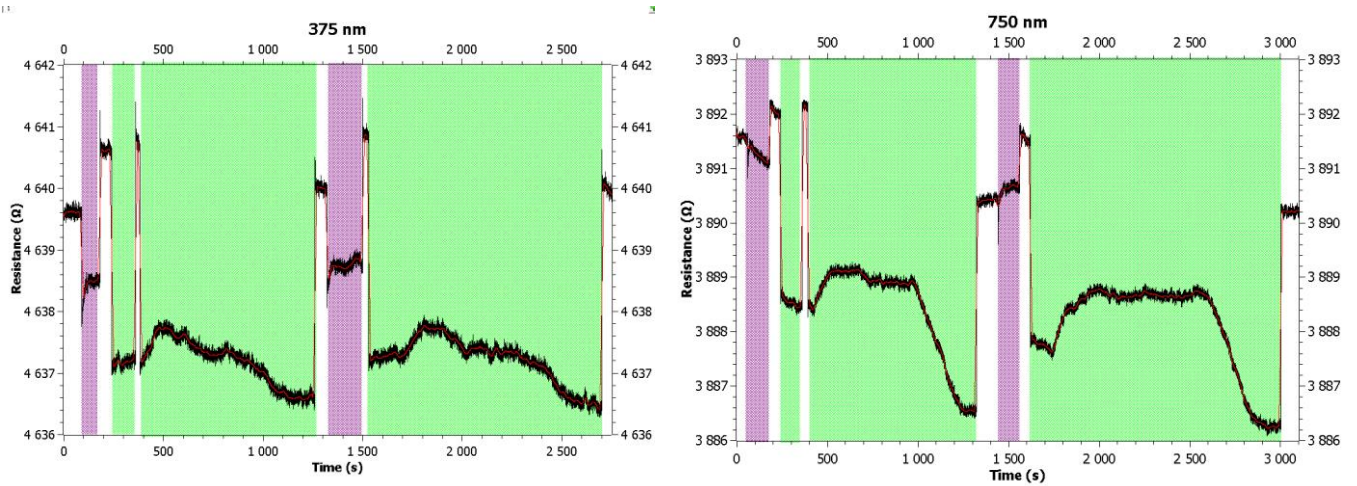 375 nm
0 500 1 000 1 500 2 000 2 500
4 642 4 642
4 641 4 641
4 640 4 640
4 639 4 639
4 638 4 638
4 637 4 637
4 636 4 636
Resistance (Ω)
0 500 1 000 1 500 2 000 2 500
Time (s)
750 nm
0 500 1 000 1 500 2 000 2 500 3 000
3 893 3 893
3 892 3 892
3 891 3 891
3 890 3 890
3 889 3 889
3 888 3 888
3 887 3 887
3 886 3 886
Resistance (Ω)
0 500 1 000 1 500 2 000 2 500 3 000
Time (s)